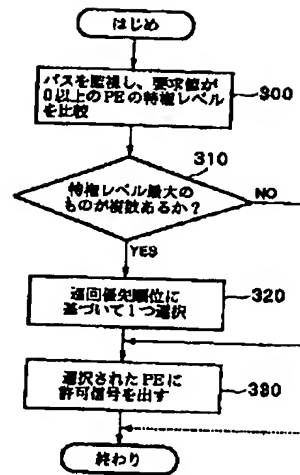 はじめ
バスを監視し、要求値が
0以上のPEの特権レベル
を比較
300
310
特権レベル最大の
ものが複数あるか?
NO
YES
巡回優先順位に
基づいて1つ選択
320
選択されたPEに
許可信号を出す
330
終わり